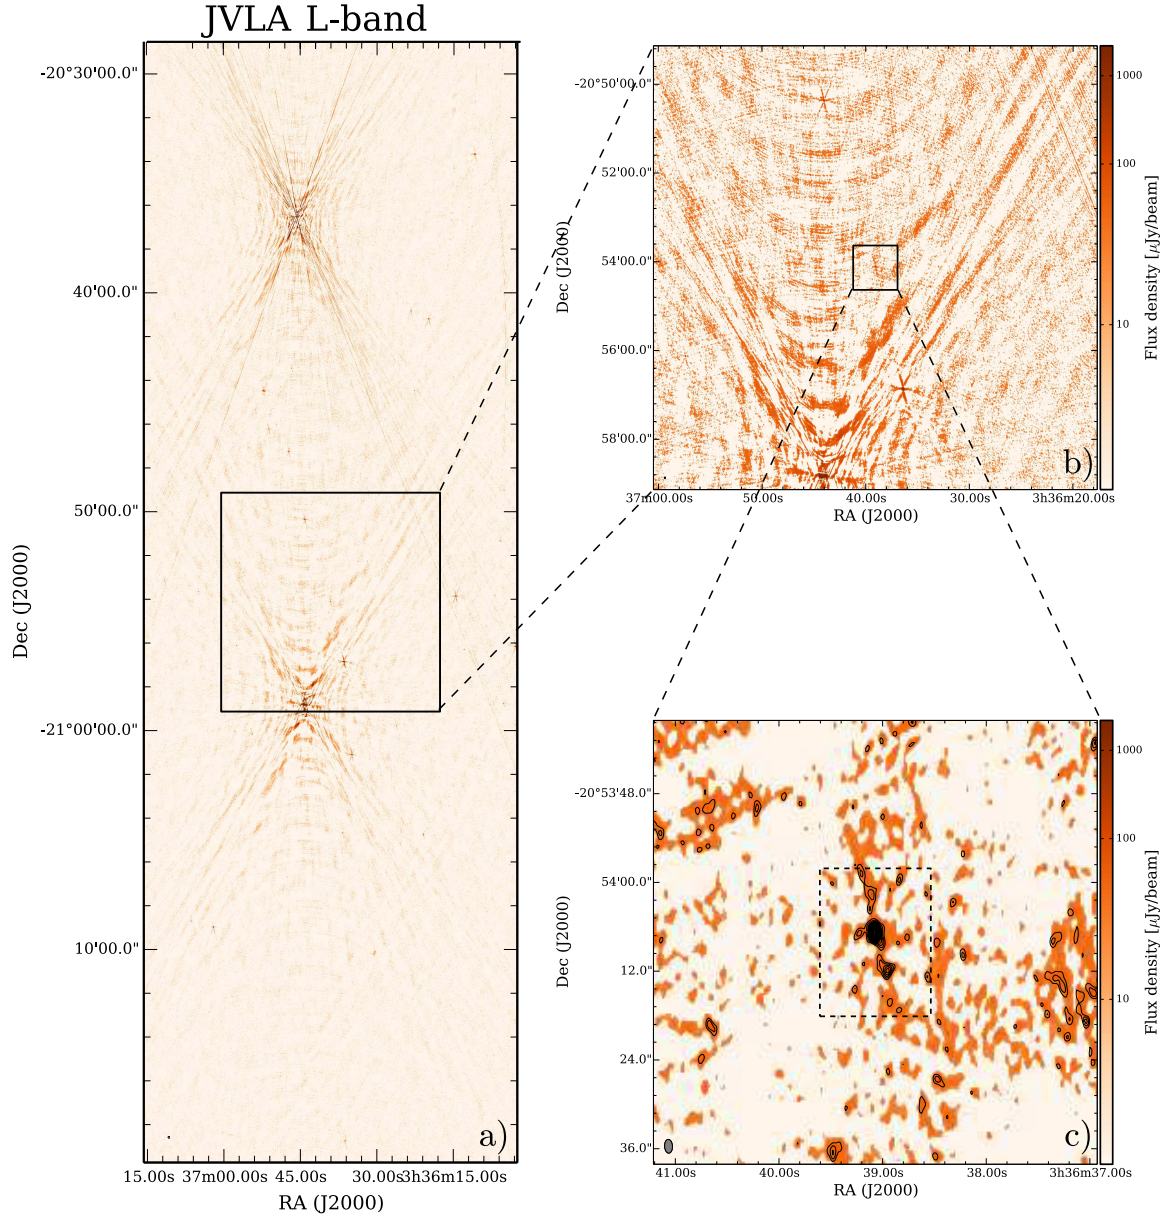 JVLA L-band
-20°30'00.0"
40'00.0"
50'00.0"
-21°00'00.0"
10'00.0"
Dec (J2000)
15.00s 37m00.00s 45.00s 30.00s 3h36m15.00s
RA (J2000)
a)
-20°50'00.0"
52'00.0"
54'00.0"
56'00.0"
58'00.0"
Dec (J2000)
37m00.00s 50.00s 40.00s 30.00s 3h36m20.00s
RA (J2000)
b)
1000
100
10
Flux density [μJy/beam]
-20°53'48.0"
54'00.0"
12.0"
24.0"
36.0"
Dec (J2000)
41.00s 40.00s 39.00s 38.00s 3h36m37.00s
RA (J2000)
c)
1000
100
10
Flux density [μJy/beam]